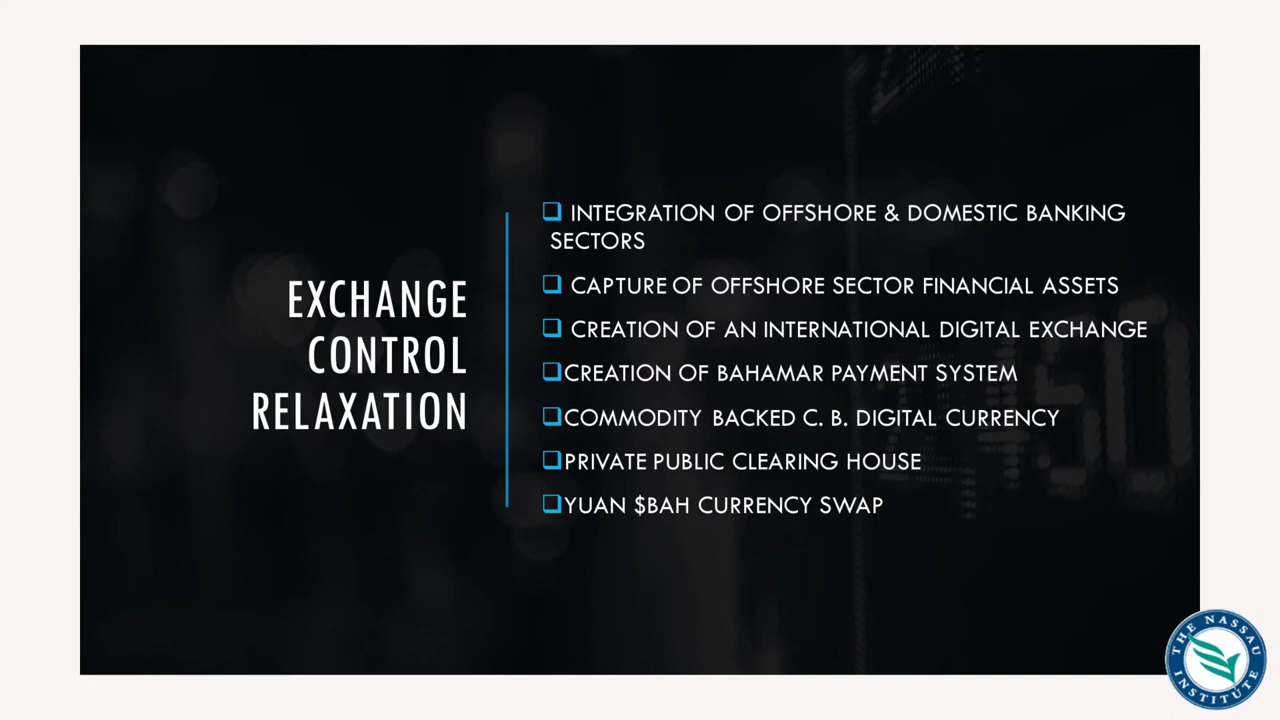 EXCHANGE
CONTROL
RELAXATION
INTEGRATION OF OFFSHORE & DOMESTIC BANKING
SECTORS
CAPTURE OF OFFSHORE SECTOR FINANCIAL ASSETS
CREATION OF AN INTERNATIONAL DIGITAL EXCHANGE
CREATION OF BAHAMAR PAYMENT SYSTEM
COMMODITY BACKED C. B. DIGITAL CURRENCY
PRIVATE PUBLIC CLEARING HOUSE
YUAN $BAH CURRENCY SWAP
THE NASSAU
INSTITUTE